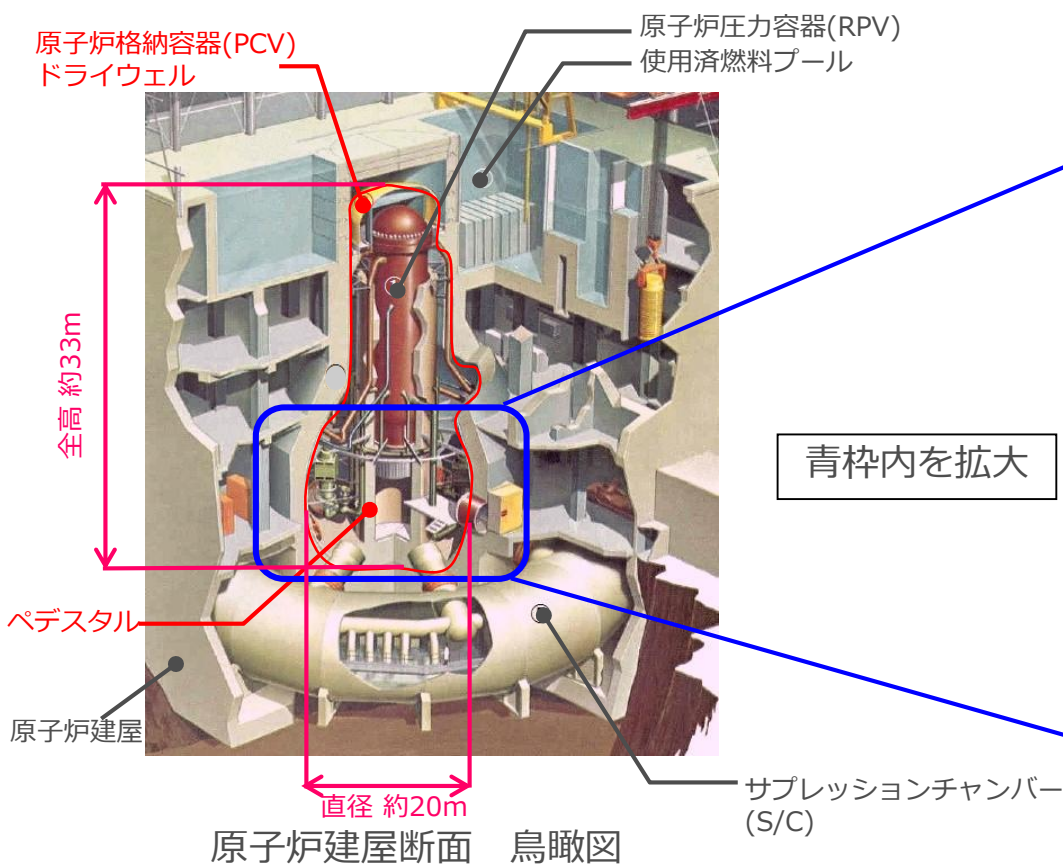 原子炉格納容器(PCV)
ドライウェル
原子炉圧力容器(RPV)
使用済燃料プール
全高 約33m
青枠内を拡大
ペデスタル
原子炉建屋
直径 約20m
サプレッションチャンバー
(S/C)
原子炉建屋断面 鳥瞰図